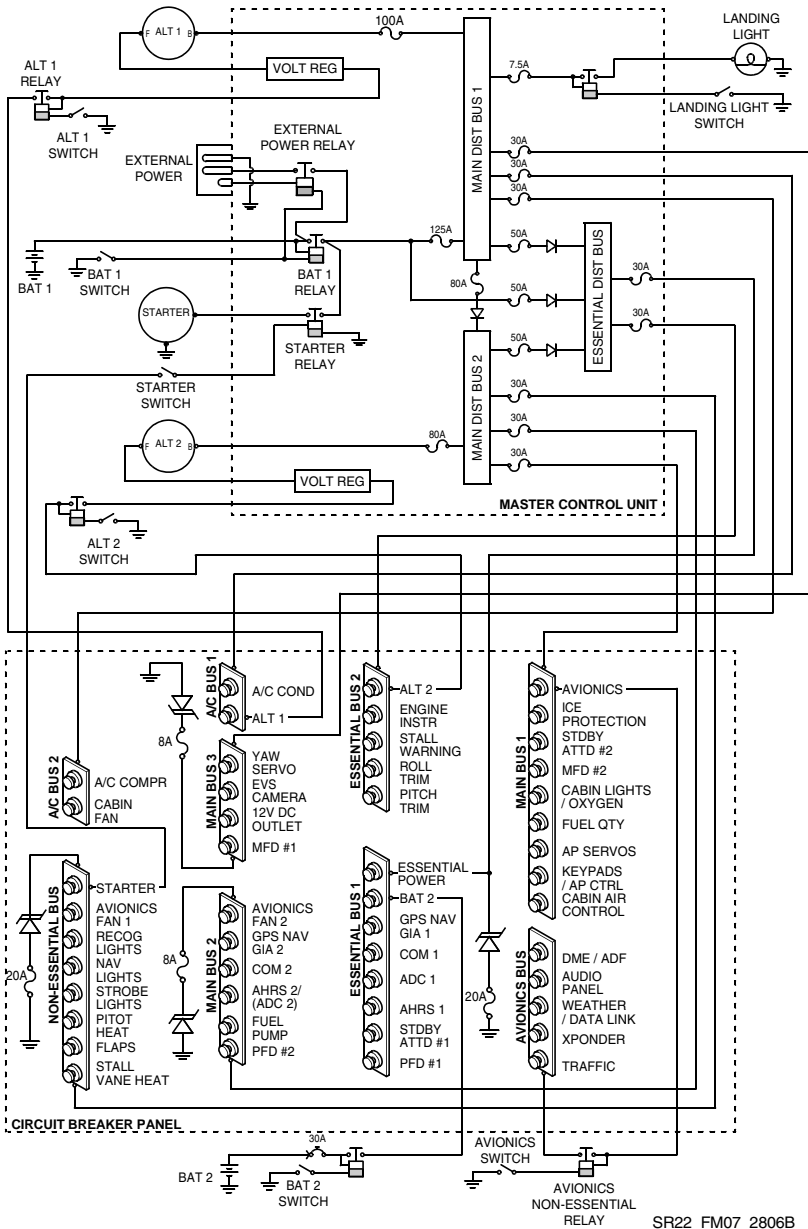 ALT 1
F
B
100A
VOLT REG
LANDING
LIGHT
7.5A
LANDING LIGHT
SWITCH
ALT 1
RELAY
ALT 1
SWITCH
EXTERNAL
POWER RELAY
EXTERNAL
POWER
MAIN DIST BUS 1
30A
30A
30A
BAT 1
BAT 1
SWITCH
BAT 1
RELAY
125A
50A
80A
50A
50A
ESSENTIAL DIST BUS
30A
30A
STARTER
STARTER
RELAY
STARTER
SWITCH
MAIN DIST BUS 2
30A
30A
30A
F
ALT 2
B
80A
VOLT REG
MASTER CONTROL UNIT
ALT 2
SWITCH
A/C BUS 1
A/C COND
ALT 1
8A
MAIN BUS 3
YAW
SERVO
EVS
CAMERA
12V DC
OUTLET
MFD #1
A/C BUS 2
A/C COMPR
CABIN
FAN
ESSENTIAL BUS 2
ALT 2
ENGINE
INSTR
STALL
WARNING
ROLL
TRIM
PITCH
TRIM
MAIN BUS 1
AVIONICS
ICE
PROTECTION
STDBY
ATTD #2
MFD #2
CABIN LIGHTS
/ OXYGEN
FUEL QTY
AP SERVOS
KEYPADS
/ AP CTRL
CABIN AIR
CONTROL
20A
NON-ESSENTIAL BUS
STARTER
AVIONICS
FAN 1
RECOG
LIGHTS
NAV
LIGHTS
STROBE
LIGHTS
PITOT
HEAT
FLAPS
STALL
VANE HEAT
8A
MAIN BUS 2
AVIONICS
FAN 2
GPS NAV
GIA 2
COM 2
AHRS 2/
(ADC 2)
FUEL
PUMP
PFD #2
ESSENTIAL BUS 1
ESSENTIAL
POWER
BAT 2
GPS NAV
GIA 1
COM 1
ADC 1
AHRS 1
STDBY
ATTD #1
PFD #1
20A
AVIONICS BUS
DME / ADF
AUDIO
PANEL
WEATHER
/ DATA LINK
XPONDER
TRAFFIC
CIRCUIT BREAKER PANEL
BAT 2
30A
BAT 2
SWITCH
AVIONICS
SWITCH
AVIONICS
NON-ESSENTIAL
RELAY
SR22_FM07_2806B